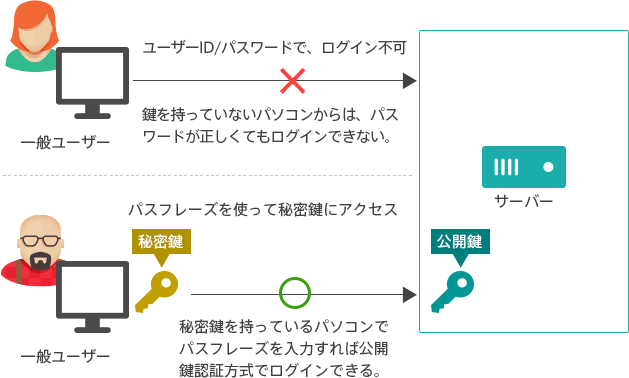 ユーザーID/パスワードで、ログイン不可
鍵を持っていないパソコンからは、パス
ワードが正しくてもログインできない。
一般ユーザー
サーバー
パスフレーズを使って秘密鍵にアクセス
秘密鍵
公開鍵
秘密鍵を持っているパソコンで
パスフレーズを入力すれば公開
鍵認証方式でログインできる。
一般ユーザー